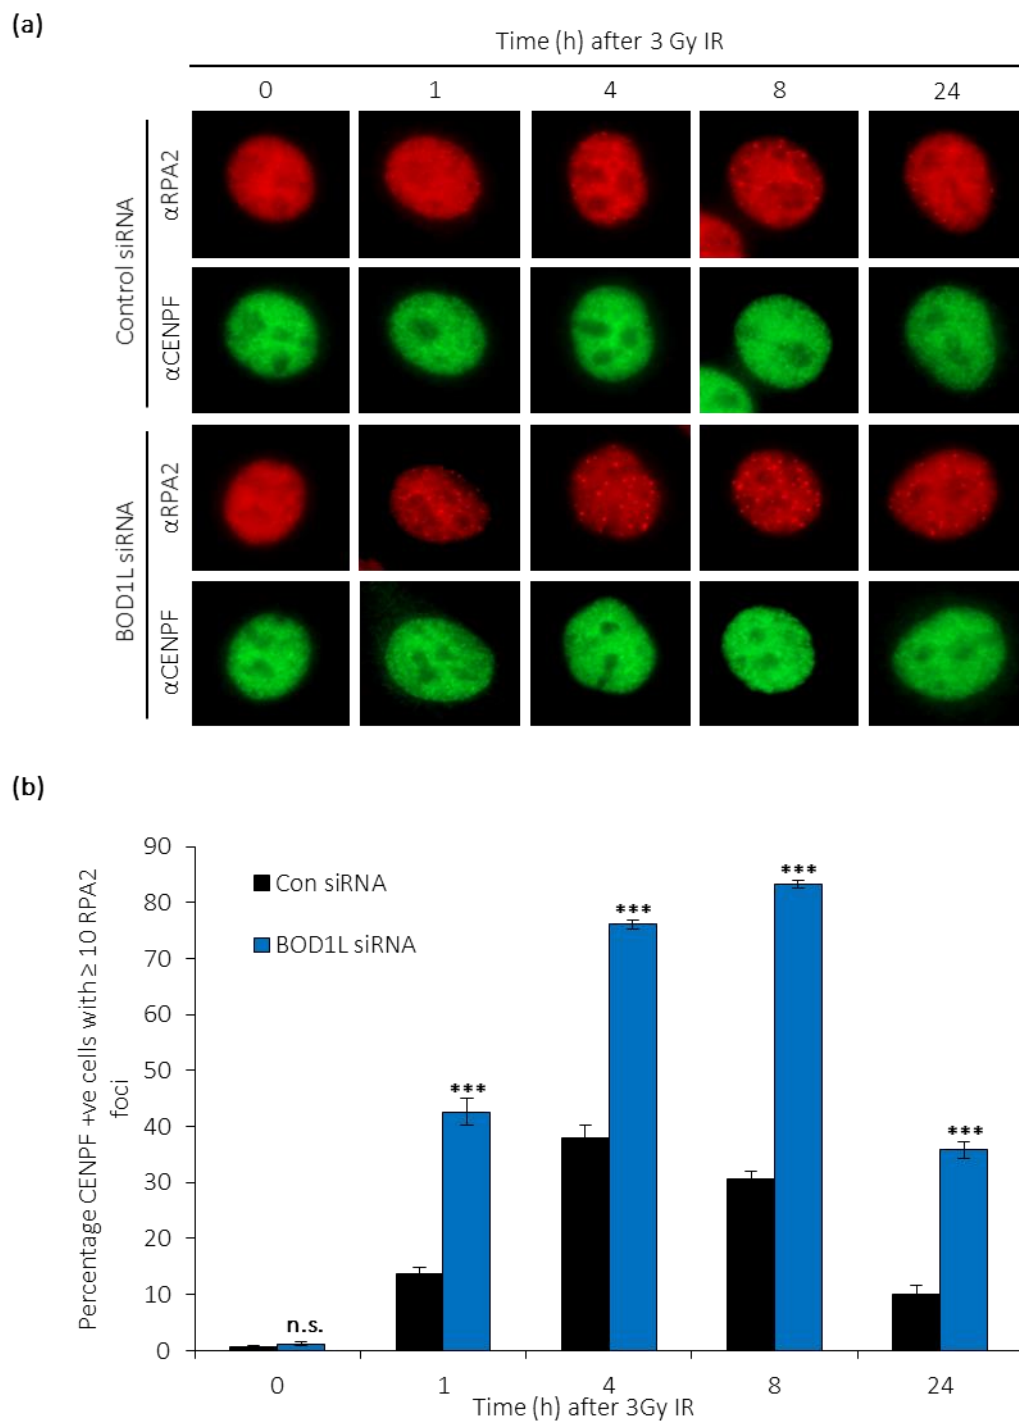 (a)
Time (h) after 3 Gy IR
0 1 4 8 24
Control siRNA
αRPA2
αCENPF
BOD1L siRNA
αRPA2
αCENPF
(b)
Percentage CENPF +ve cells with ≥ 10 RPA2
foci
90
80
70
60
50
40
30
20
10
0
Con siRNA
BOD1L siRNA
n.s.
***
***
***
***
0 1 4 8 24
Time (h) after 3Gy IR